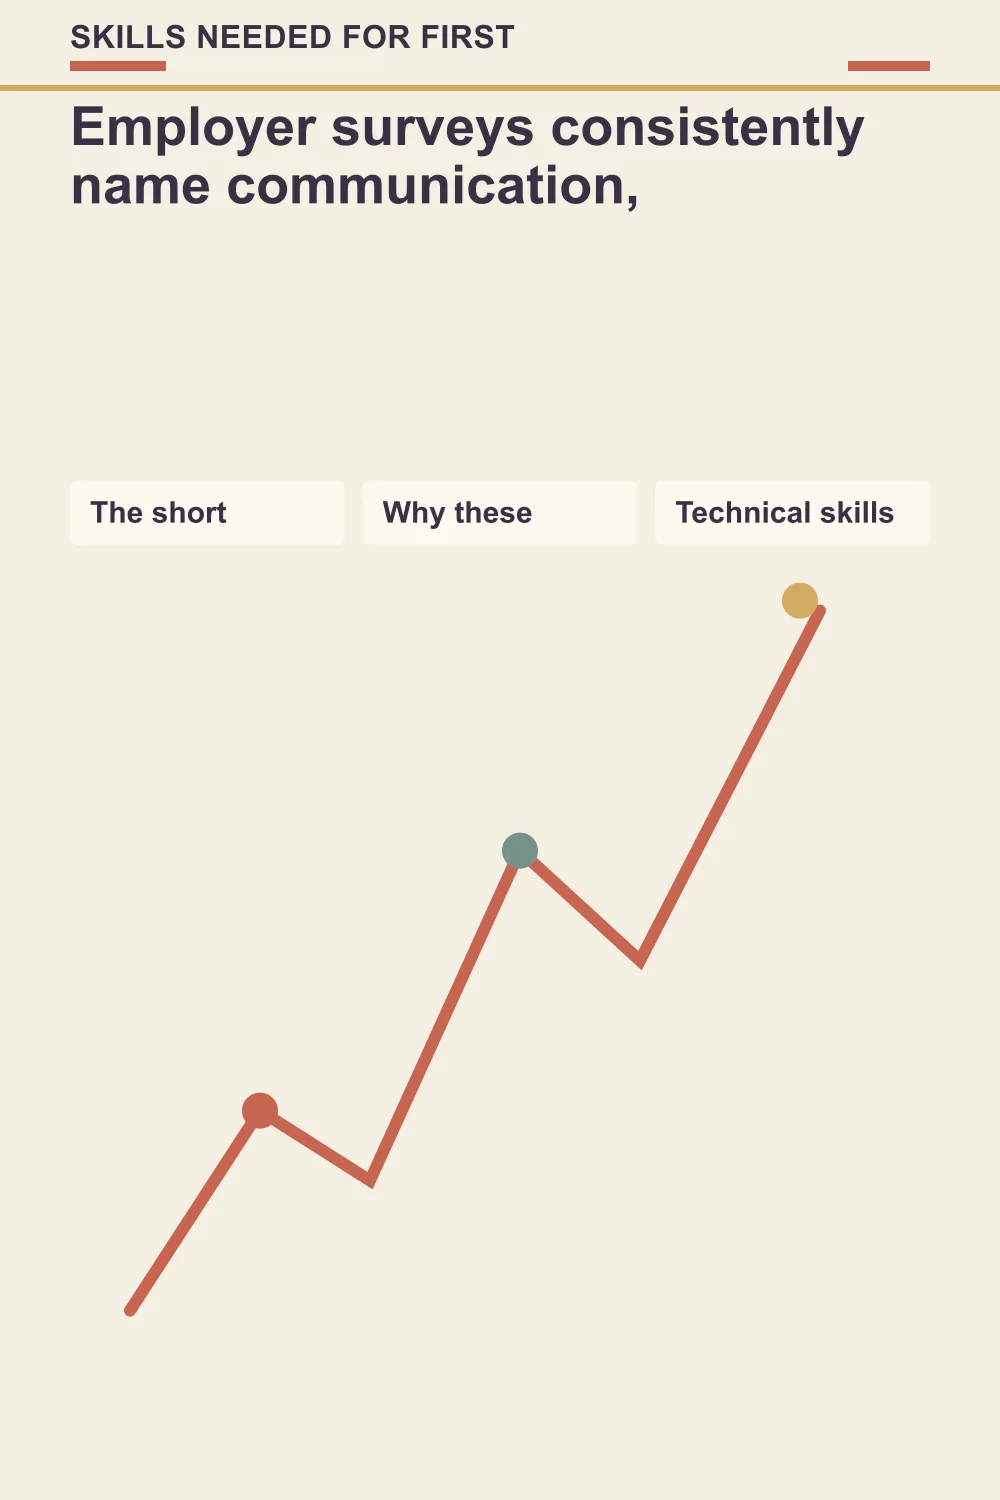 SKILLS NEEDED FOR FIRST
Employer surveys consistently
name communication,
The short
Why these
Technical skills